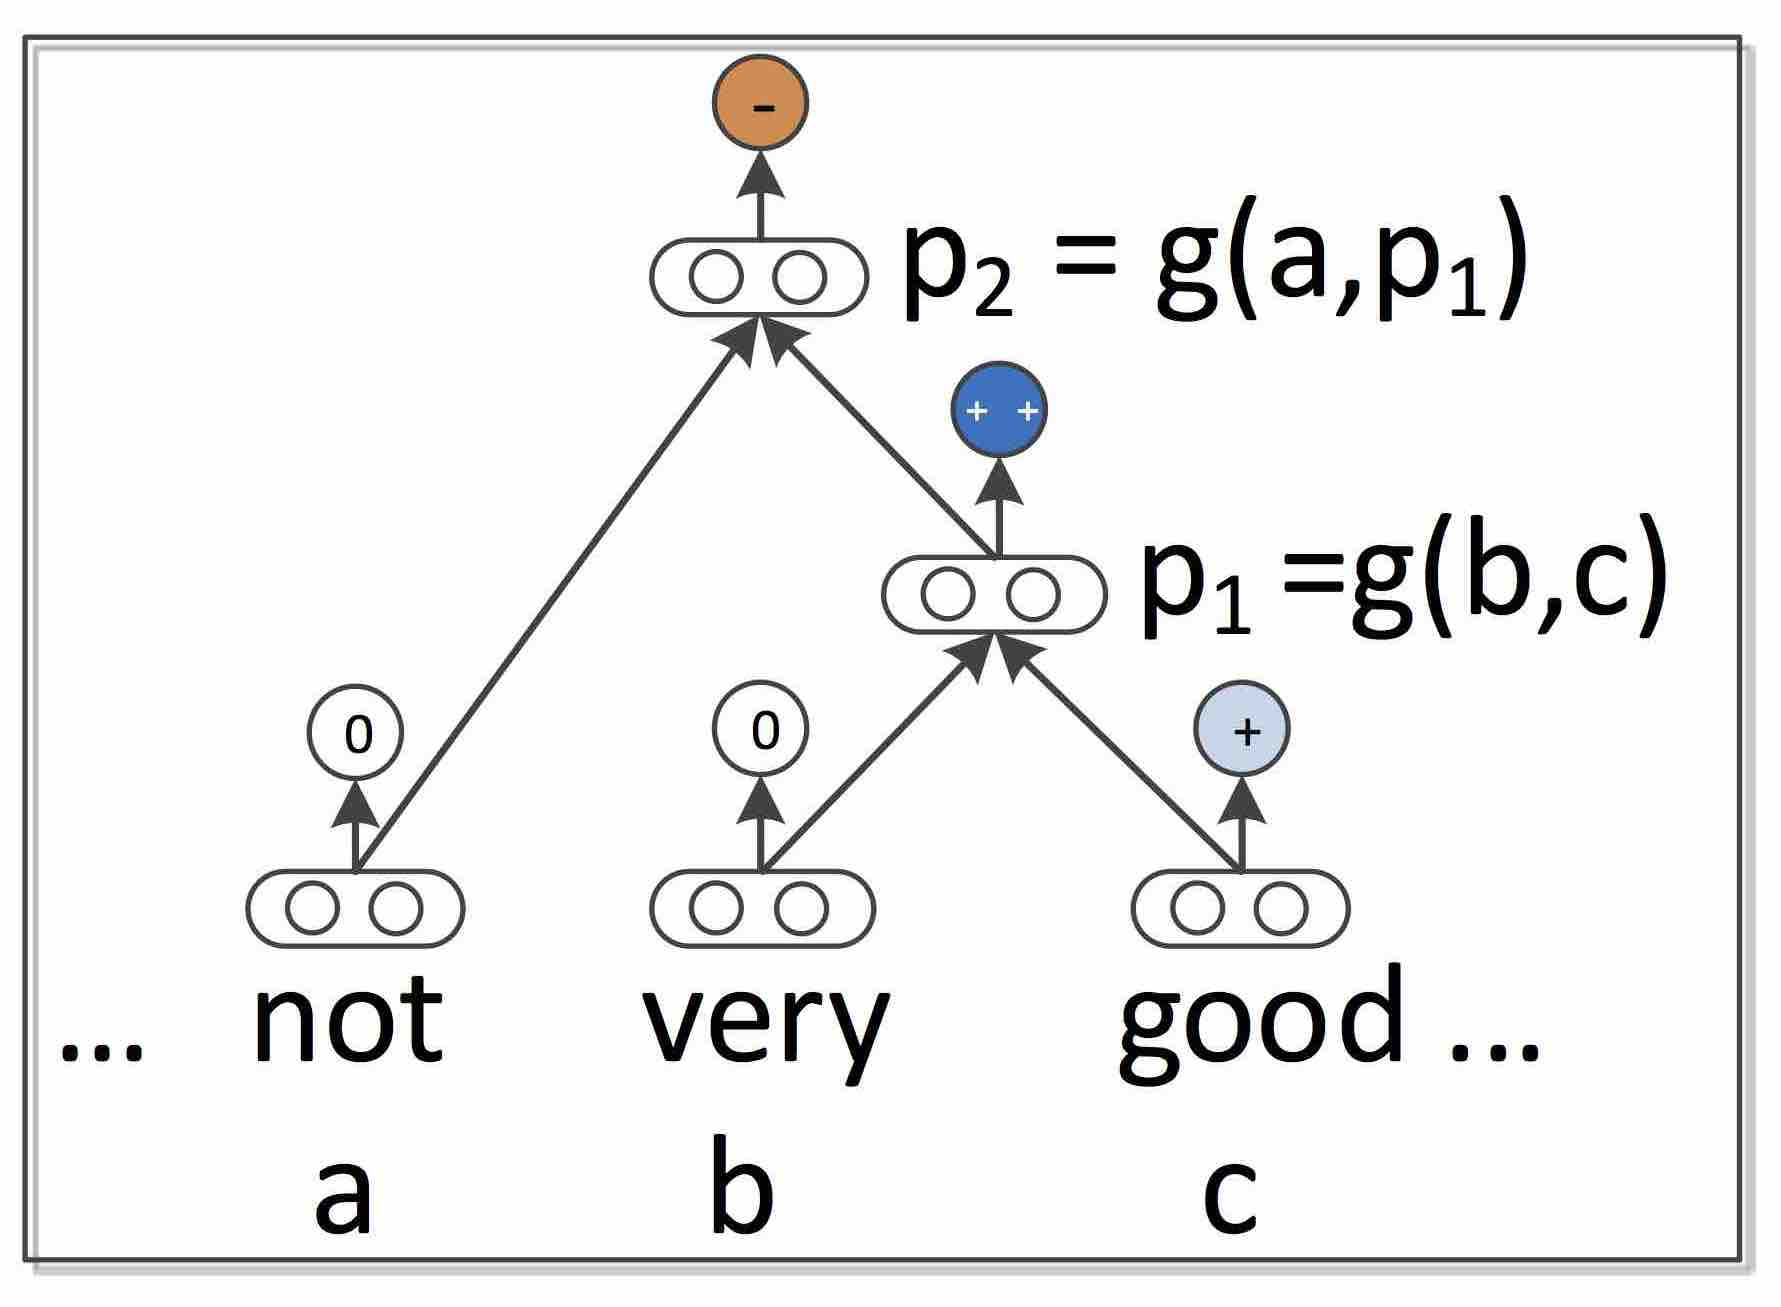 -
p₂ = g(a,p₁)
+ +
p₁ =g(b,c)
0 0 +
... not very good ...
a b c